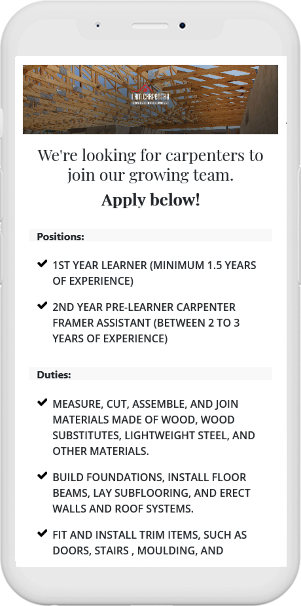 We're looking for carpenters to
join our growing team.
Apply below!
Positions:
1ST YEAR LEARNER (MINIMUM 1.5 YEARS
OF EXPERIENCE)
2ND YEAR PRE-LEARNER CARPENTER
FRAMER ASSISTANT (BETWEEN 2 TO 3
YEARS OF EXPERIENCE)
Duties:
MEASURE, CUT, ASSEMBLE, AND JOIN
MATERIALS MADE OF WOOD, WOOD
SUBSTITUTES, LIGHTWEIGHT STEEL, AND
OTHER MATERIALS.
BUILD FOUNDATIONS, INSTALL FLOOR
BEAMS, LAY SUBFLOORING, AND ERECT
WALLS AND ROOF SYSTEMS.
FIT AND INSTALL TRIM ITEMS, SUCH AS
DOORS, STAIRS , MOULDING, AND